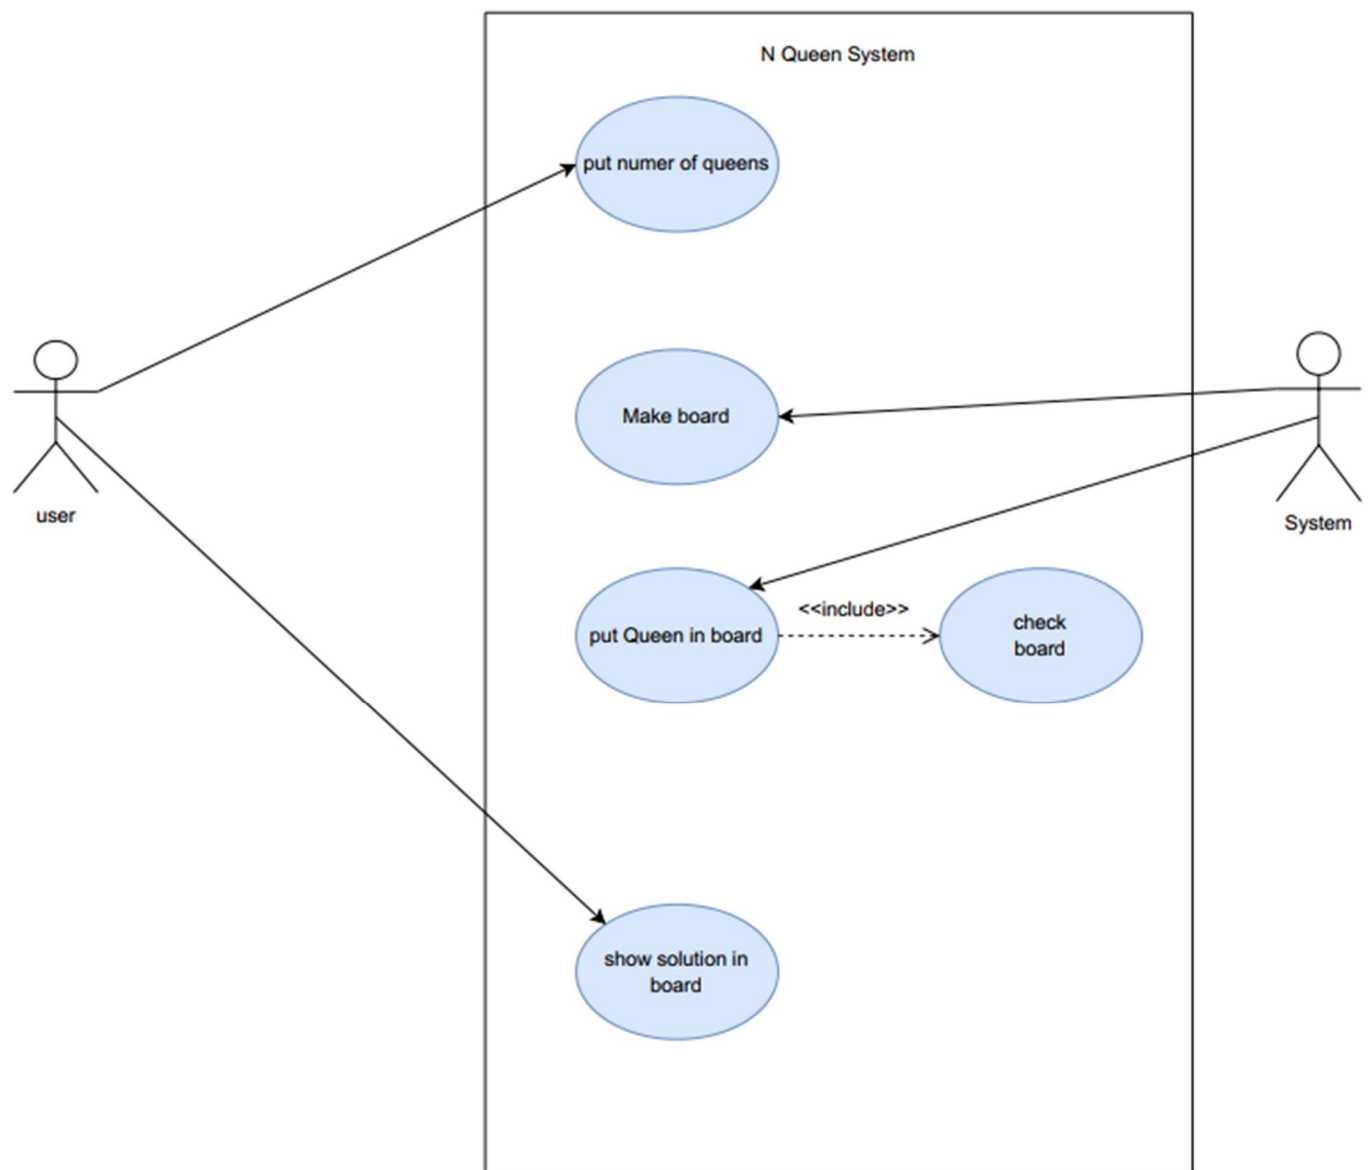 N Queen System
put numer of queens
Make board
user
System
put Queen in board
<<include>>
check
board
show solution in
board